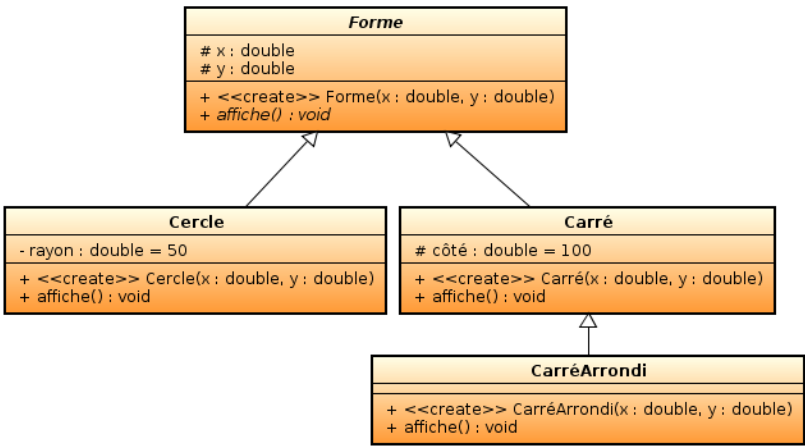 Forme
# x : double
# y : double
+ <<create>> Forme(x : double, y : double)
+ affiche() : void
Cercle
- rayon : double = 50
+ <<create>> Cercle(x : double, y : double)
+ affiche() : void
Carré
# côté : double = 100
+ <<create>> Carré(x : double, y : double)
+ affiche() : void
CarréArrondi
+ <<create>> CarréArrondi(x : double, y : double)
+ affiche() : void